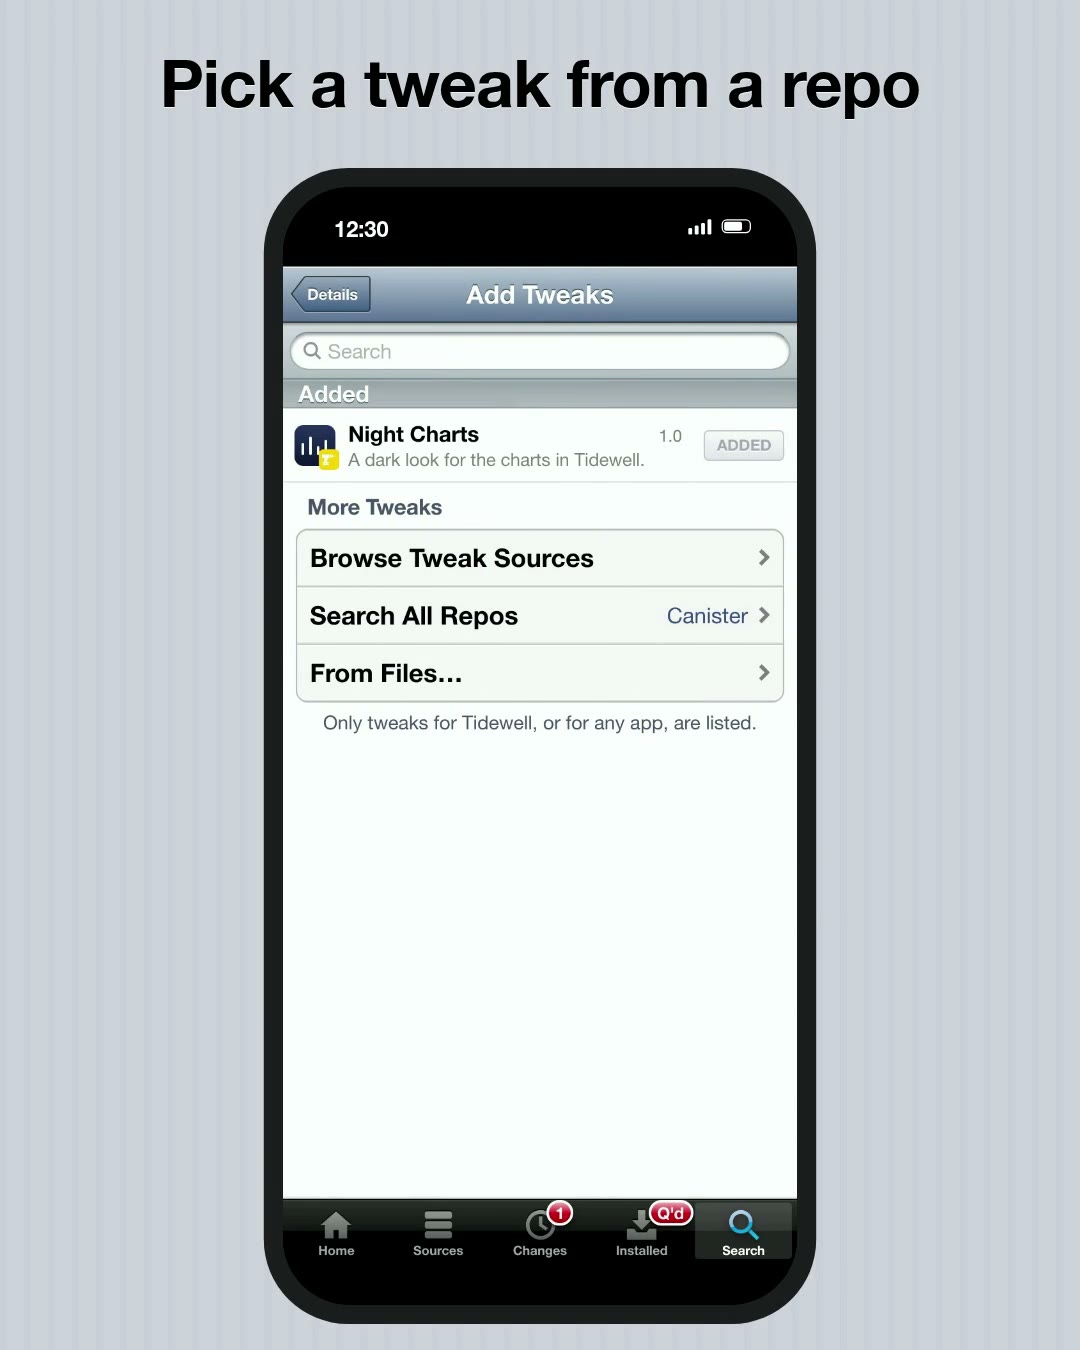 Pick a tweak from a repo
12:30
Details
Add Tweaks
Search
Added
Night Charts
1.0
ADDED
A dark look for the charts in Tidewell.
More Tweaks
Browse Tweak Sources
Search All Repos
Canister
From Files...
Only tweaks for Tidewell, or for any app, are listed.
1
Q'd
Home
Sources
Changes
Installed
Search